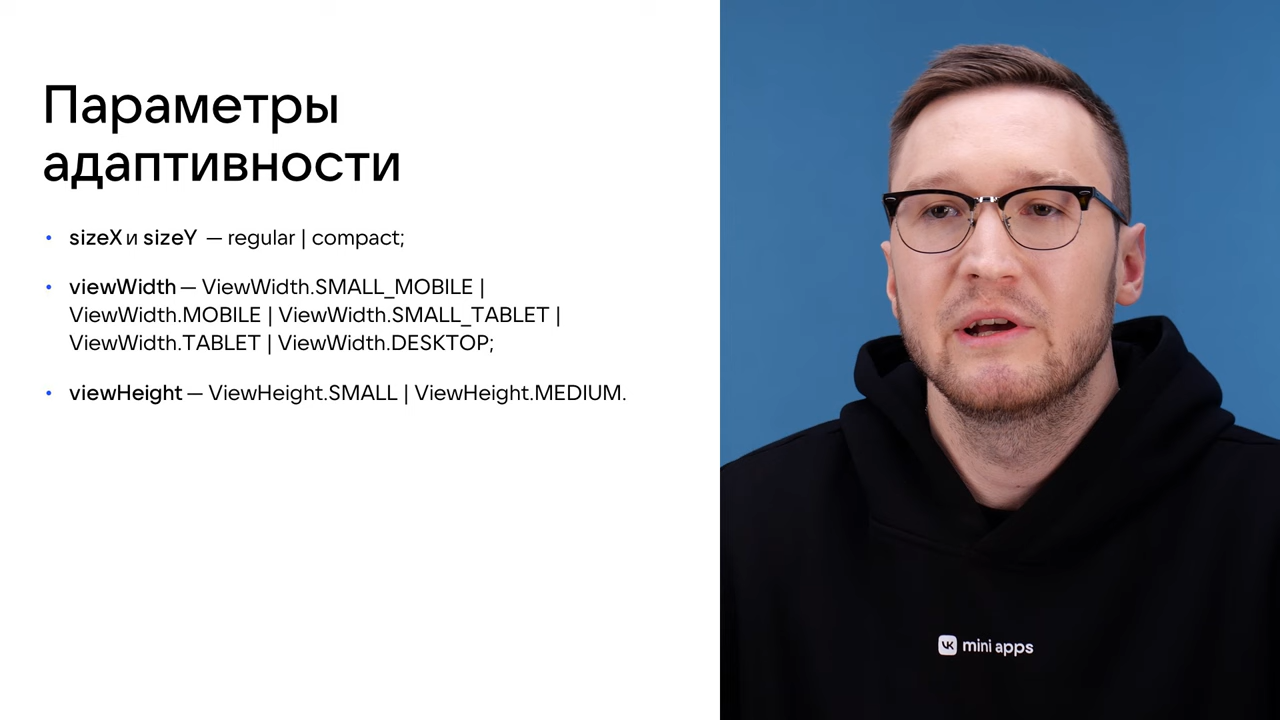 Параметры
адаптивности
• sizeX и sizeY — regular | compact;
• viewWidth — ViewWidth.SMALL_MOBILE |
ViewWidth.MOBILE | ViewWidth.SMALL_TABLET |
ViewWidth.TABLET | ViewWidth.DESKTOP;
• viewHeight — ViewHeight.SMALL | ViewHeight.MEDIUM.
VK mini apps